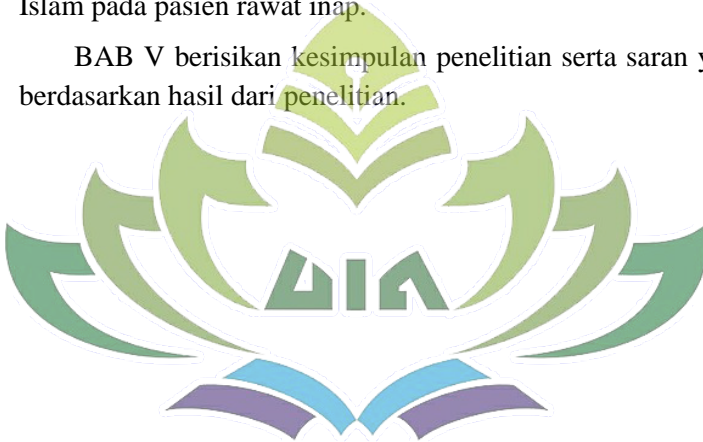 Islam pada pasien rawat inap.
BAB V berisikan kesimpulan penelitian serta saran
berdasarkan hasil dari penelitian.
UIN